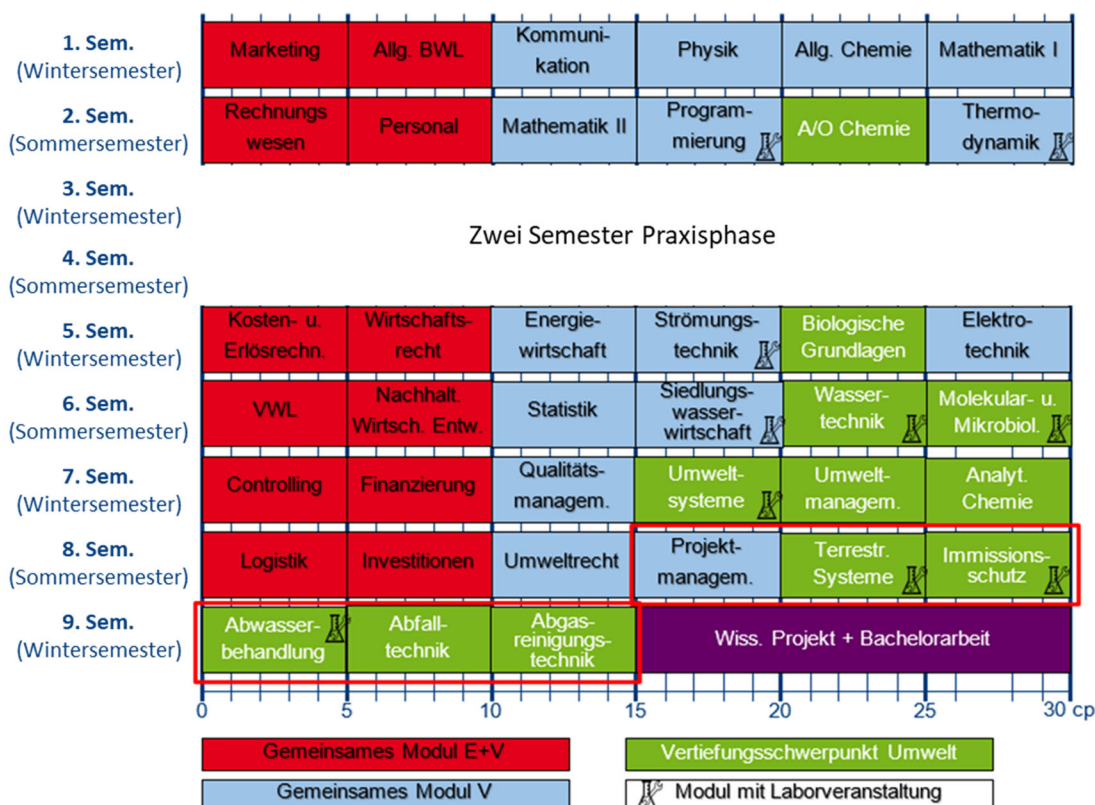 1. Sem.
(Wintersemester)
Marketing
Allg. BWL
Kommuni-
kation
Physik
Allg. Chemie
Mathematik I
2. Sem.
(Sommersemester)
Rechnungs
wesen
Personal
Mathematik II
Program-
mierung
A/O Chemie
Thermo-
dynamik
3. Sem.
(Wintersemester)
Zwei Semester Praxisphase
4. Sem.
(Sommersemester)
5. Sem.
(Wintersemester)
Kosten- u.
Erlösrechn.
Wirtschafts-
recht
Energie-
wirtschaft
Strömungs-
technik
Biologische
Grundlagen
Elektro-
technik
6. Sem.
(Sommersemester)
VWL
Nachhalt.
Wirtsch. Entw.
Statistik
Siedlungs-
wasser-
wirtschaft
Wasser-
technik
Molekular- u.
Mikrobiol.
7. Sem.
(Wintersemester)
Controlling
Finanzierung
Qualitäts-
managem.
Umwelt-
systeme
Umwelt-
managem.
Analyt.
Chemie
8. Sem.
(Sommersemester)
Logistik
Investitionen
Umweltrecht
Projekt-
managem.
Terrestr.
Systeme
Immissions-
schutz
9. Sem.
(Wintersemester)
Abwasser-
behandlung
Abfall-
technik
Abgas-
reinigungs-
technik
Wiss. Projekt + Bachelorarbeit
0 5 10 15 20 25 30 cp
Gemeinsames Modul E+V
Vertiefungsschwerpunkt Umwelt
Gemeinsames Modul V
Modul mit Laborveranstaltung